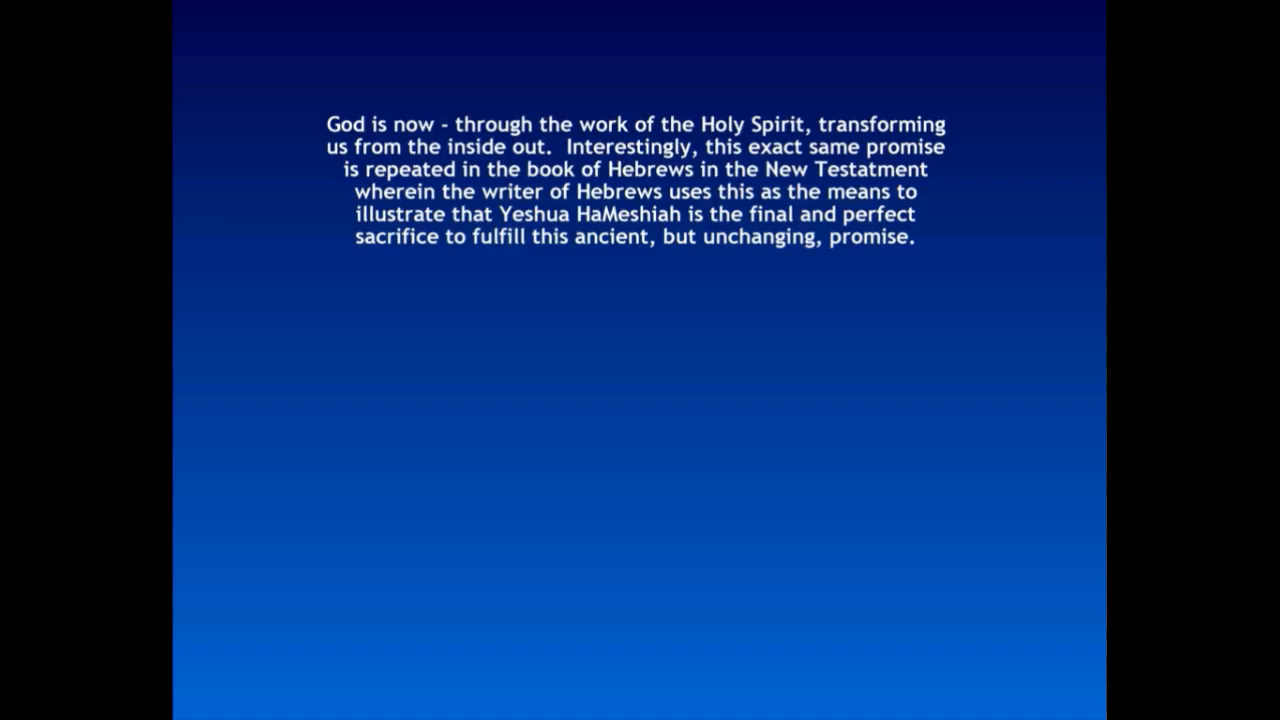 God is now - through the work of the Holy Spirit, transforming
us from the inside out.  Interestingly, this exact same promise
is repeated in the book of Hebrews in the New Testatment
wherein the writer of Hebrews uses this as the means to
illustrate that Yeshua HaMeshiah is the final and perfect
sacrifice to fulfill this ancient, but unchanging, promise.